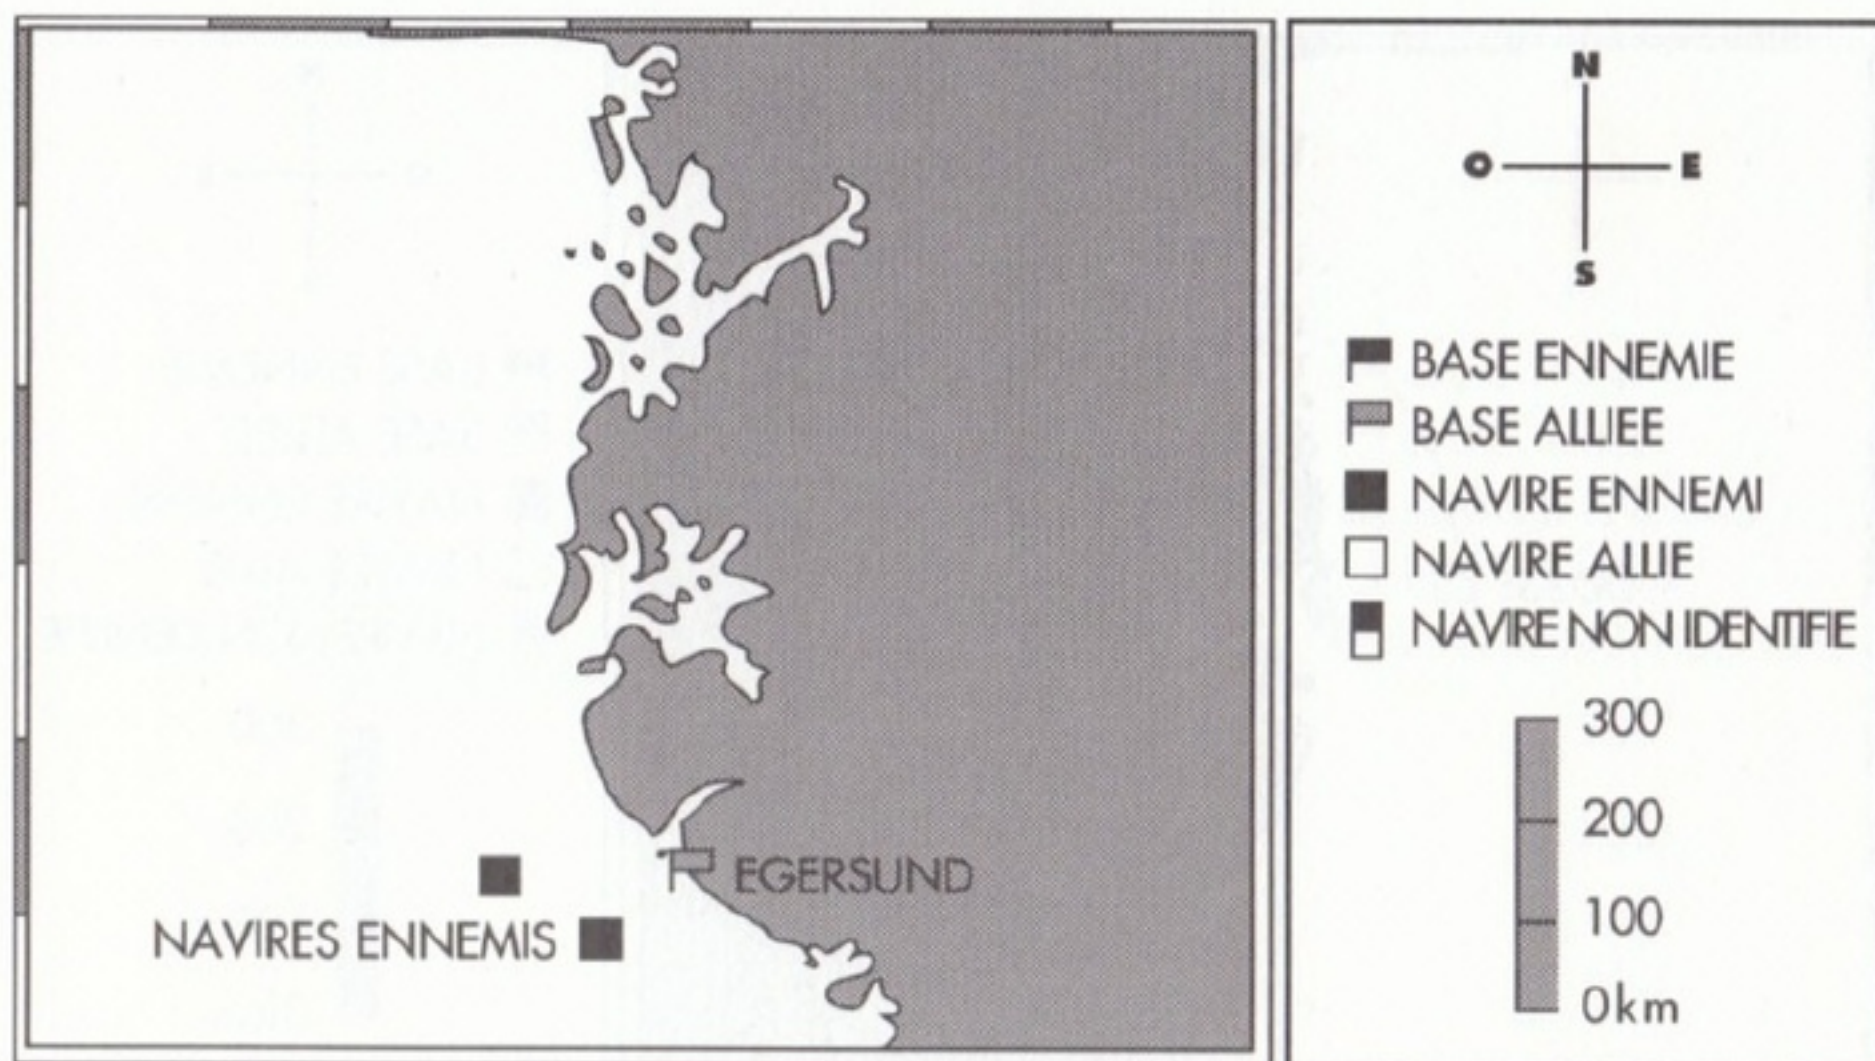 EGERSUND
NAVIRES ENNEMIS
N
O E
S
BASE ENNEMIE
BASE ALLIEE
NAVIRE ENNEMI
NAVIRE ALLIE
NAVIRE NON IDENTIFIE
300
200
100
0km